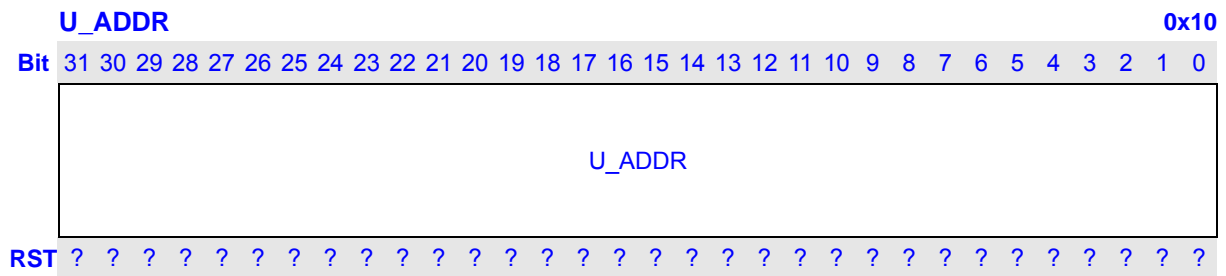 U_ADDR 0x10
Bit 31 30 29 28 27 26 25 24 23 22 21 20 19 18 17 16 15 14 13 12 11 10 9 8 7 6 5 4 3 2 1 0
U_ADDR
RST ? ? ? ? ? ? ? ? ? ? ? ? ? ? ? ? ? ? ? ? ? ? ? ? ? ? ? ? ? ? ? ?